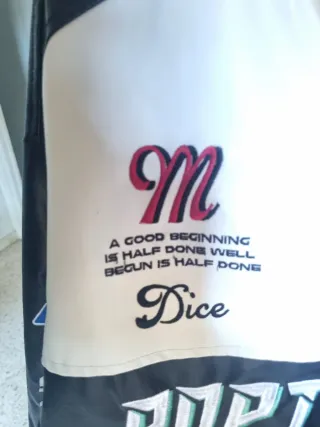 M
A GOOD BEGINNING
IS HALF DONE WELL
BEGUN IS HALF DONE
Dice